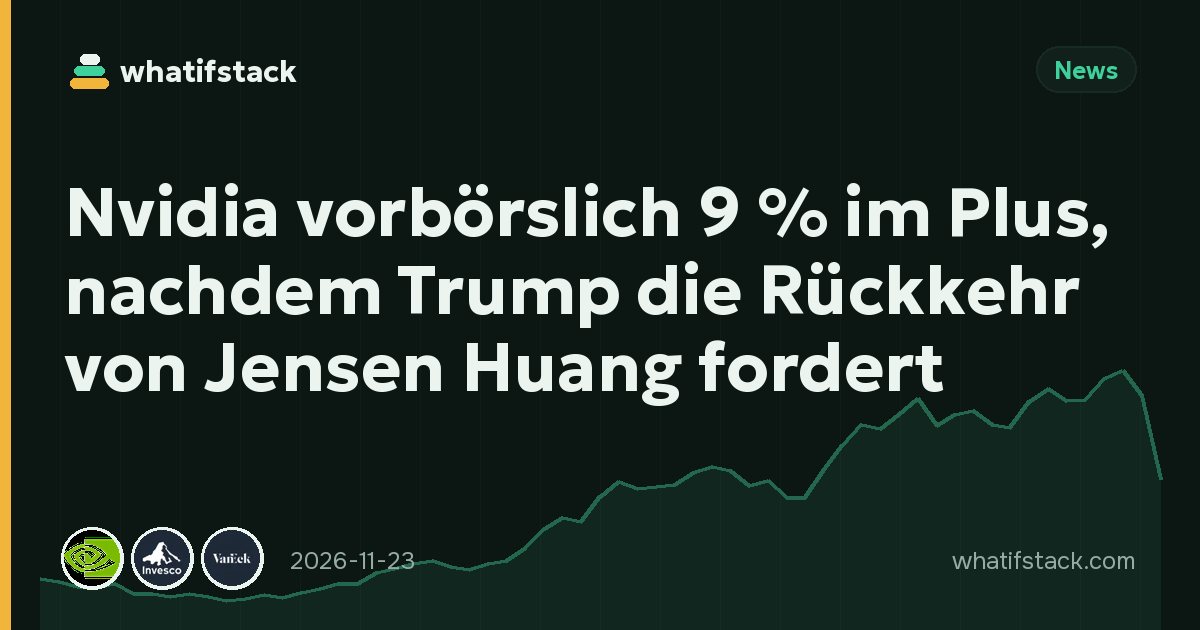 whatifstack
News
Nvidia vorbörslich 9 % im Plus,
nachdem Trump die Rückkehr
von Jensen Huang fordert
Invesco
VanEck
2026-11-23
whatifstack.com